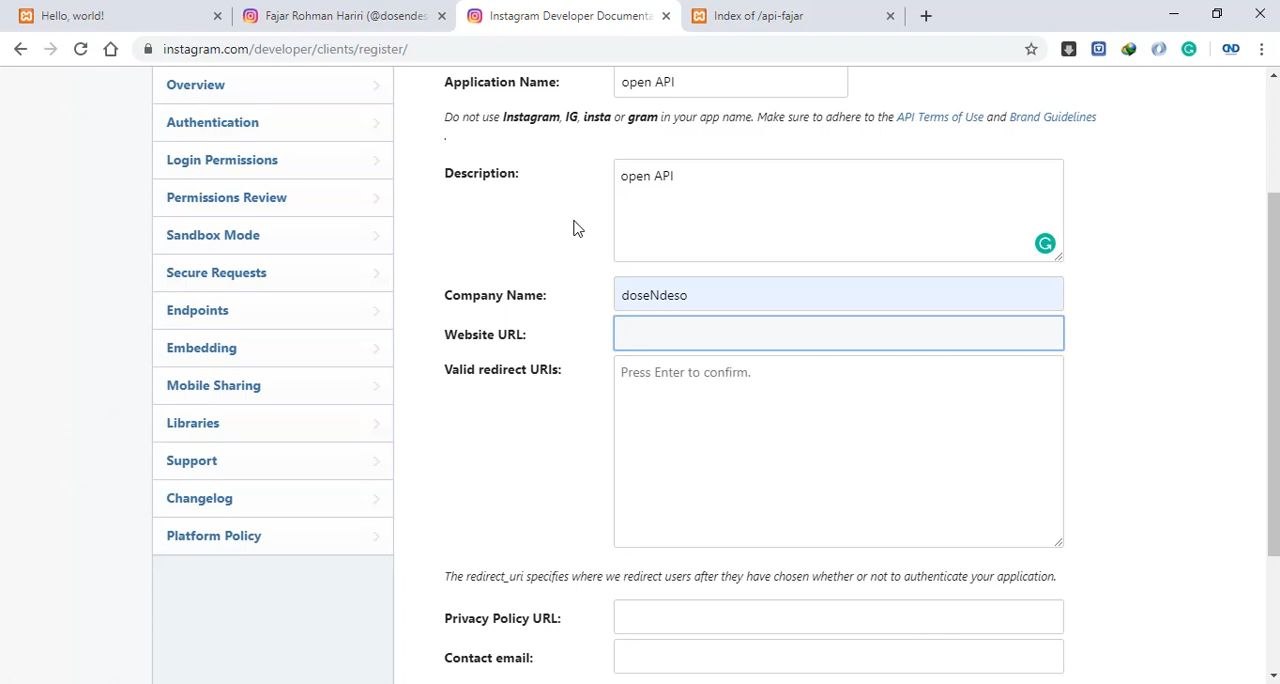 Hello, world!
Fajar Rohman Hariri (@dosendes
Instagram Developer Documenta
Index of /api-fajar
instagram.com/developer/clients/register/
Overview
Authentication
Login Permissions
Permissions Review
Sandbox Mode
Secure Requests
Endpoints
Embedding
Mobile Sharing
Libraries
Support
Changelog
Platform Policy
Application Name:
open API
Do not use Instagram, IG, insta or gram in your app name. Make sure to adhere to the API Terms of Use and Brand Guidelines
.
Description:
open API
Company Name:
doseNdeso
Website URL:
Valid redirect URIs:
Press Enter to confirm.
The redirect_uri specifies where we redirect users after they have chosen whether or not to authenticate your application.
Privacy Policy URL:
Contact email: